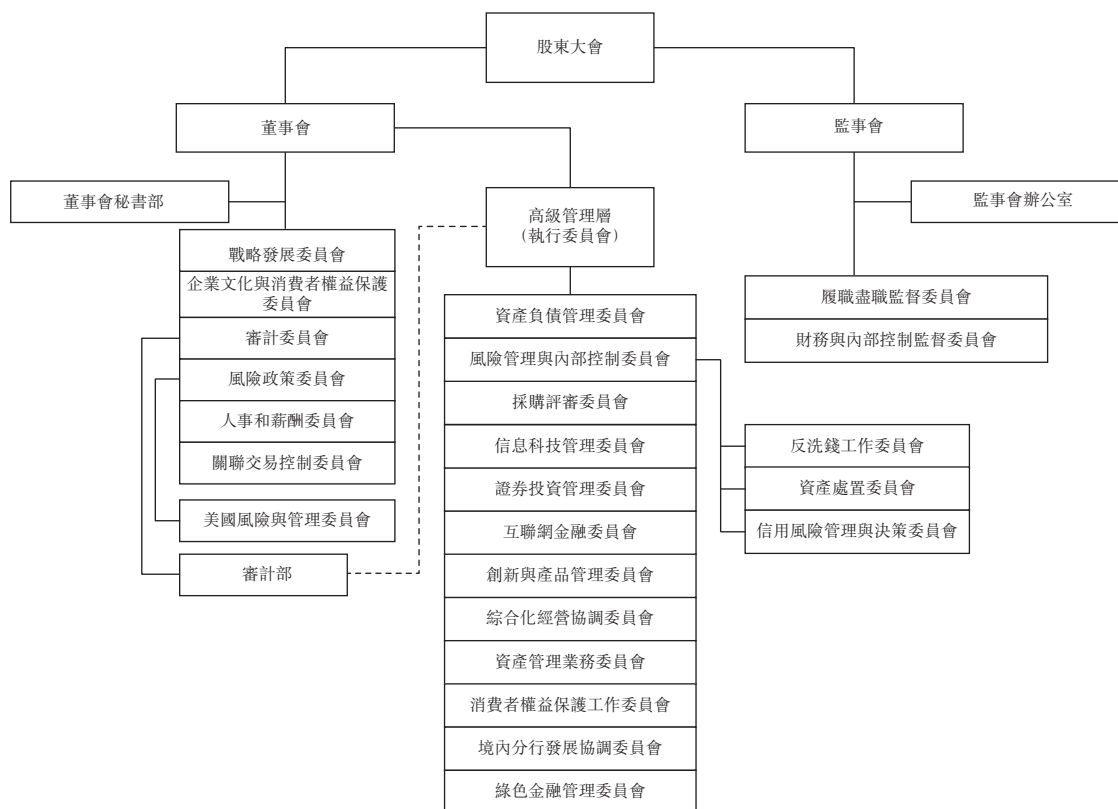 股東大會
董事會
監事會
董事會秘書部
監事會辦公室
高級管理層
(執行委員會)
戰略發展委員會
企業文化與消費者權益保護
委員會
審計委員會
風險政策委員會
人事和薪酬委員會
關聯交易控制委員會
美國風險與管理委員會
審計部
資產負債管理委員會
風險管理與內部控制委員會
採購評審委員會
信息科技管理委員會
證券投資管理委員會
互聯網金融委員會
創新與產品管理委員會
綜合化經營協調委員會
資產管理業務委員會
消費者權益保護工作委員會
境內分行發展協調委員會
綠色金融管理委員會
履職盡職監督委員會
財務與內部控制監督委員會
反洗錢工作委員會
資產處置委員會
信用風險管理與決策委員會